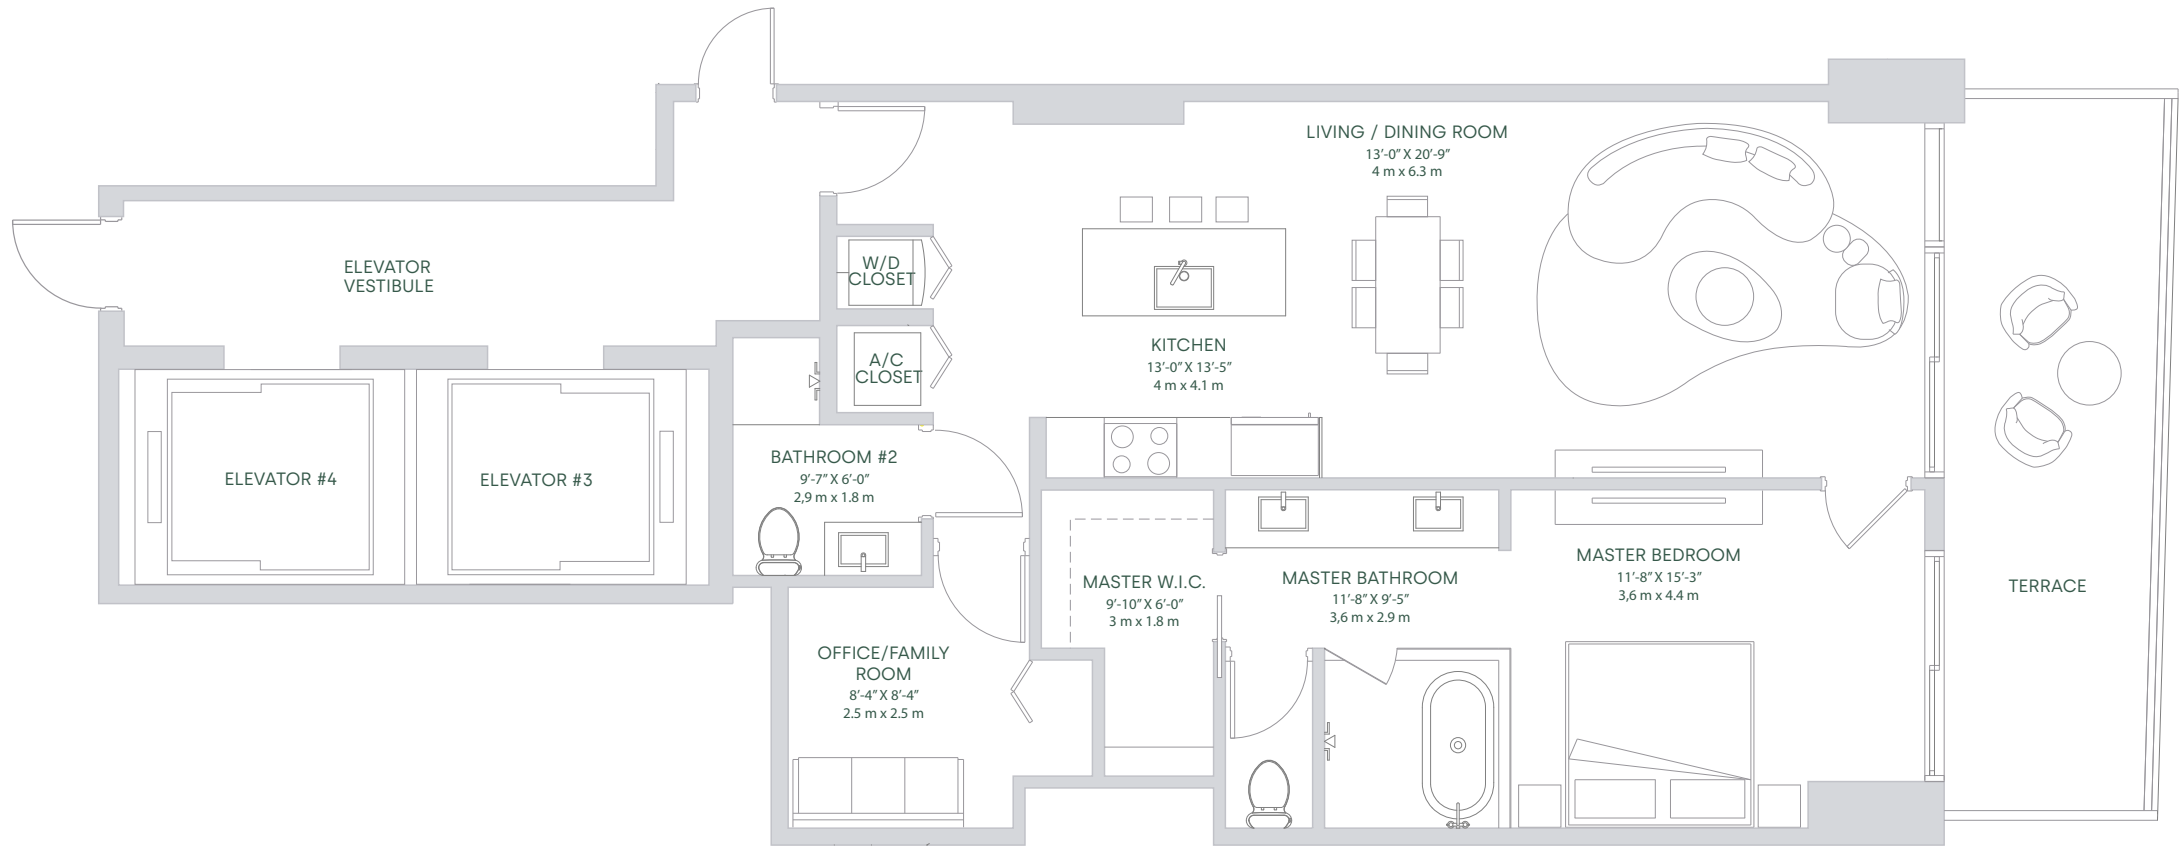 LIVING / DINING ROOM
13'-0" X 20'-9"
4 m x 6.3 m
ELEVATOR
VESTIBULE
W/D
CLOSET
A/C
CLOSET
KITCHEN
13'-0" X 13'-5"
4 m x 4.1 m
ELEVATOR #4
ELEVATOR #3
BATHROOM #2
9'-7" X 6'-0"
2,9 m x 1.8 m
MASTER W.I.C.
9'-10" X 6'-0"
3 m x 1.8 m
MASTER BATHROOM
11'-8" X 9'-5"
3,6 m x 2.9 m
MASTER BEDROOM
11'-8" X 15'-3"
3,6 m x 4.4 m
TERRACE
OFFICE/FAMILY
ROOM
8'-4" X 8'-4"
2.5 m x 2.5 m